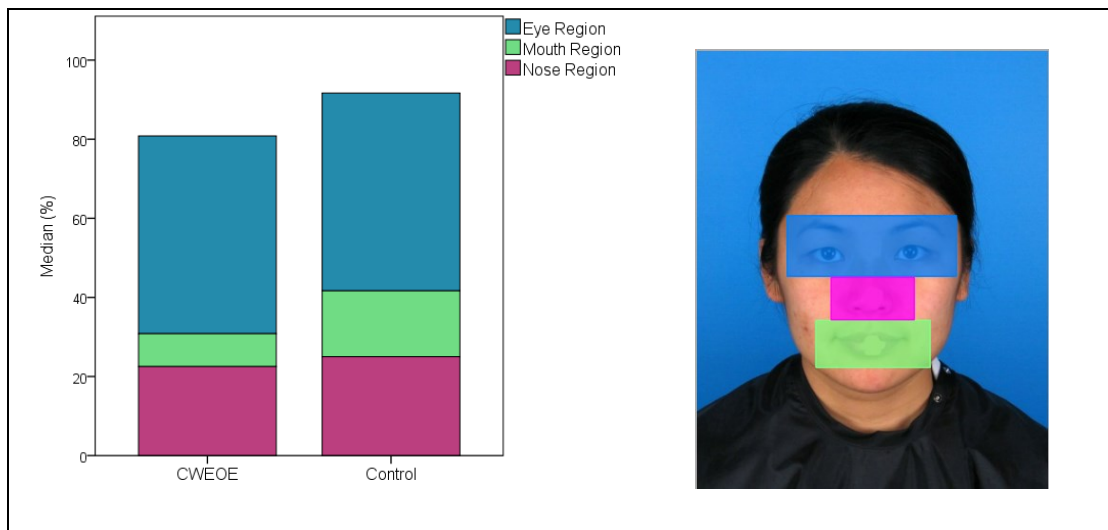 Eye Region
Mouth Region
Nose Region
100
80
60
40
20
0
Median (%)
CWEOE
Control